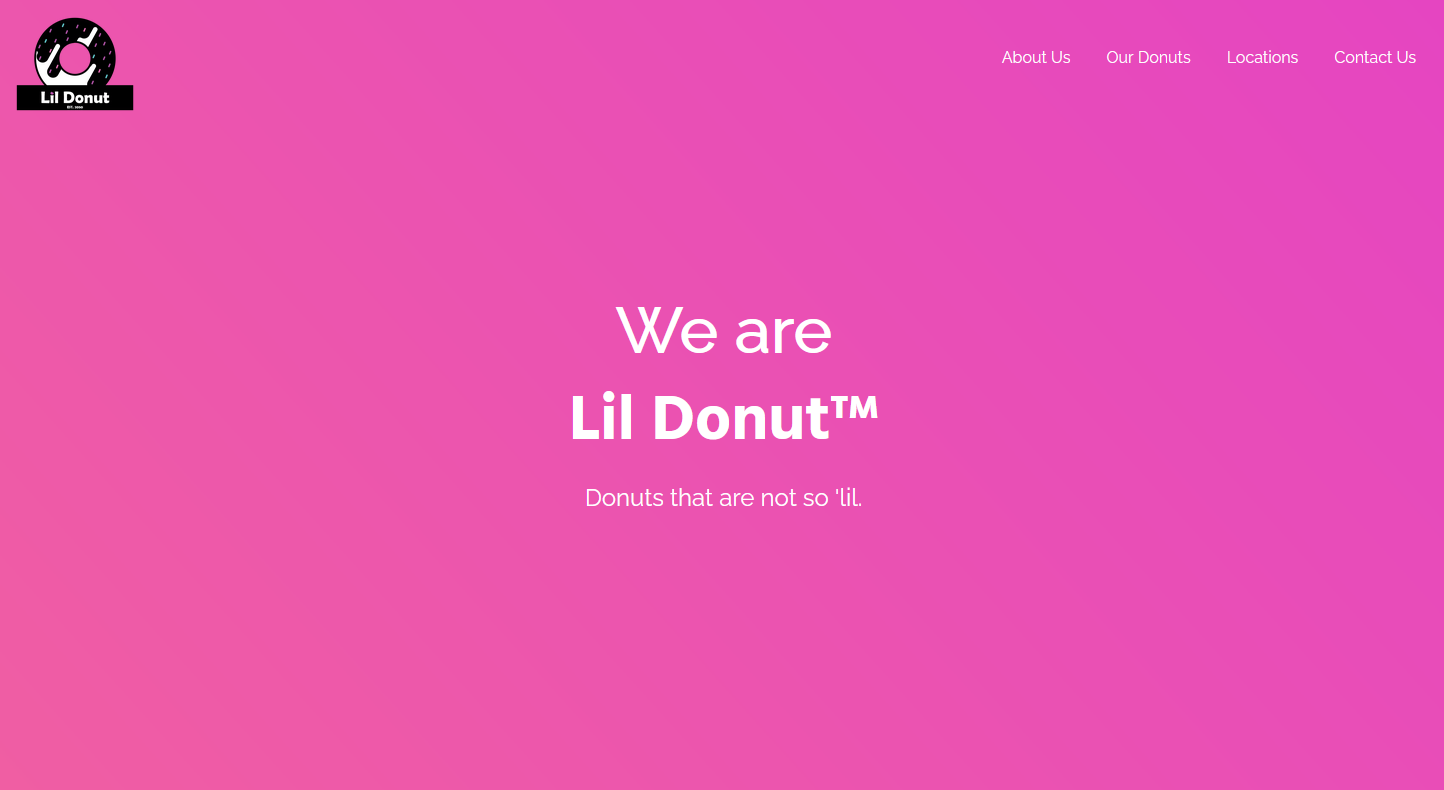 Lil Donut
About Us
Our Donuts
Locations
Contact Us
We are
Lil Donut™
Donuts that are not so 'lil.